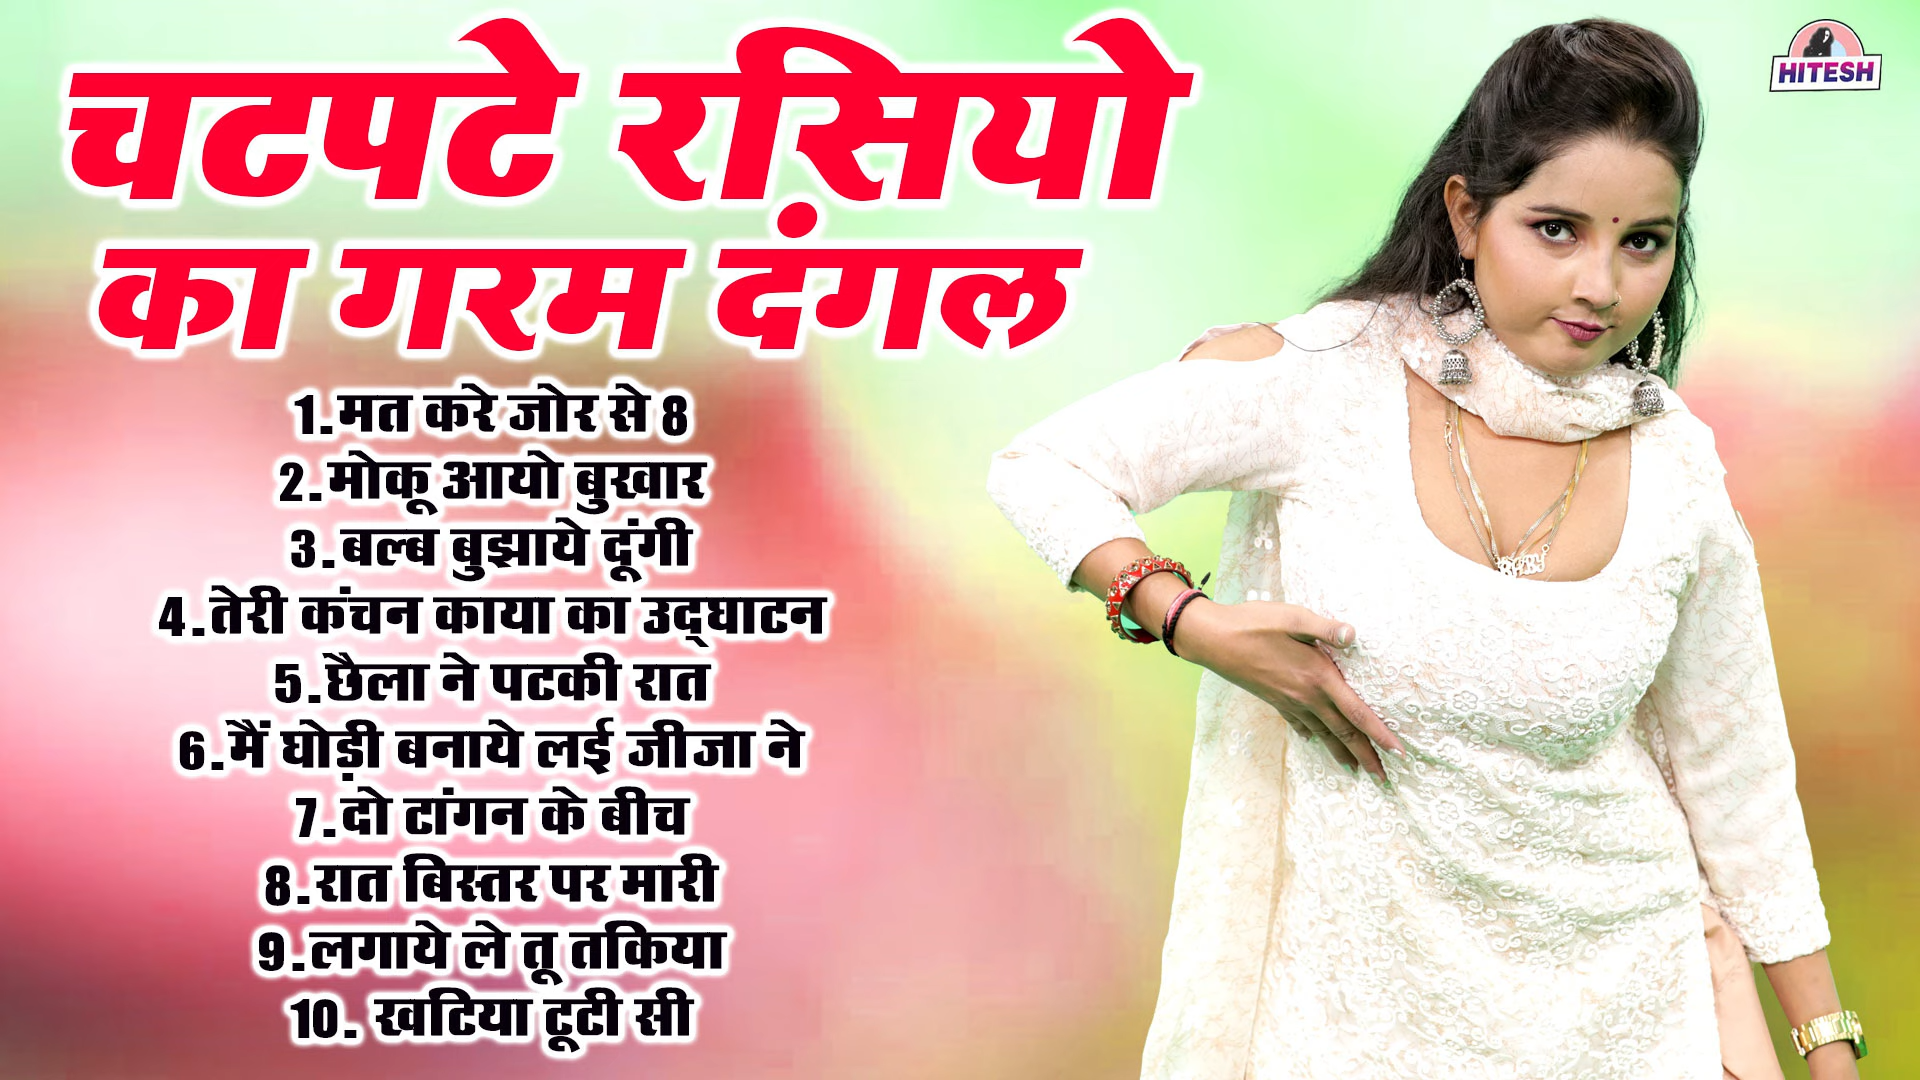 चटपटे रसियो
का गरम दंगल
HITESH
1.मत करे जोर से 8
2.मोकू आयो बुखार
3.बल्ब बुझाये दूंगी
4.तेरी कंचन काया का उद्घाटन
5.छैला ने पटकी रात
6.मैं घोड़ी बनाये लई जीजा ने
7.दो टांगन के बीच
8.रात बिस्तर पर मारी
9.लगाये ले तू तकिया
10. खटिया टूटी सी